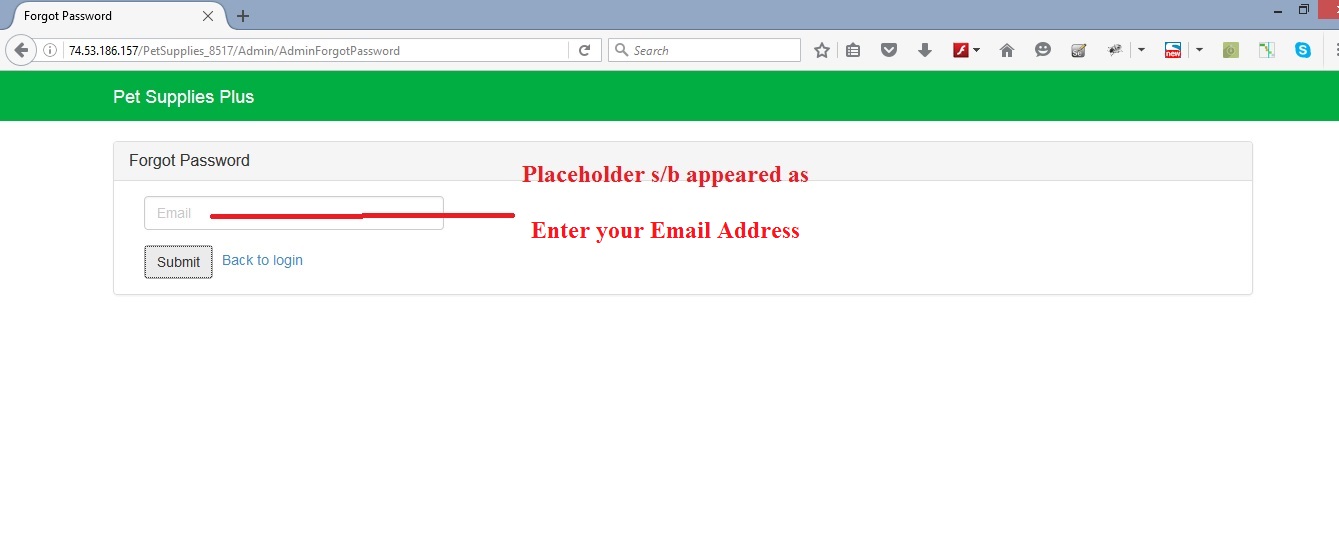 Forgot Password
74.53.186.157/PetSupplies_8517/Admin/AdminForgotPassword
Search
new
Pet Supplies Plus
Forgot Password
Placeholder s/b appeared as
Email
Enter your Email Address
Submit Back to login